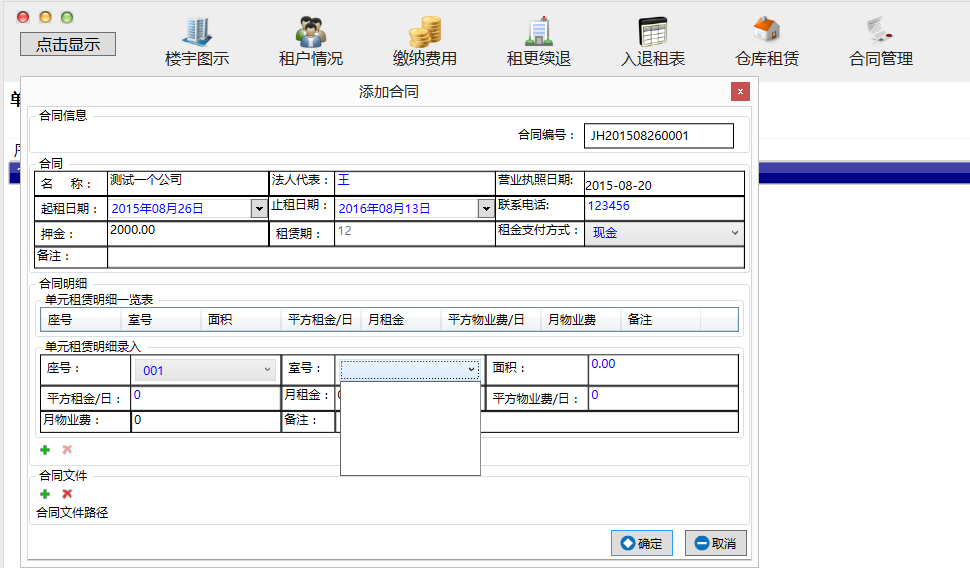 点击显示
楼宇图示 租户情况 缴纳费用 租更续退 入退租表 仓库租赁 合同管理
添加合同 x
合同信息
合同编号： JH201508260001
合同
名 称： 测试一个公司 法人代表： 王 营业执照日期: 2015-08-20
起租日期： 2015年08月26日 止租日期： 2016年08月13日 联系电话: 123456
押金： 2000.00 租赁期： 12 租金支付方式： 现金
备注：
合同明细
单元租赁明细一览表
座号 室号 面积 平方租金/日 月租金 平方物业费/日 月物业费 备注
单元租赁明细录入
座号： 001 室号： 面积： 0.00
平方租金/日： 0 月租金： 平方物业费/日： 0
月物业费： 0 备注：
合同文件
合同文件路径
确定 取消